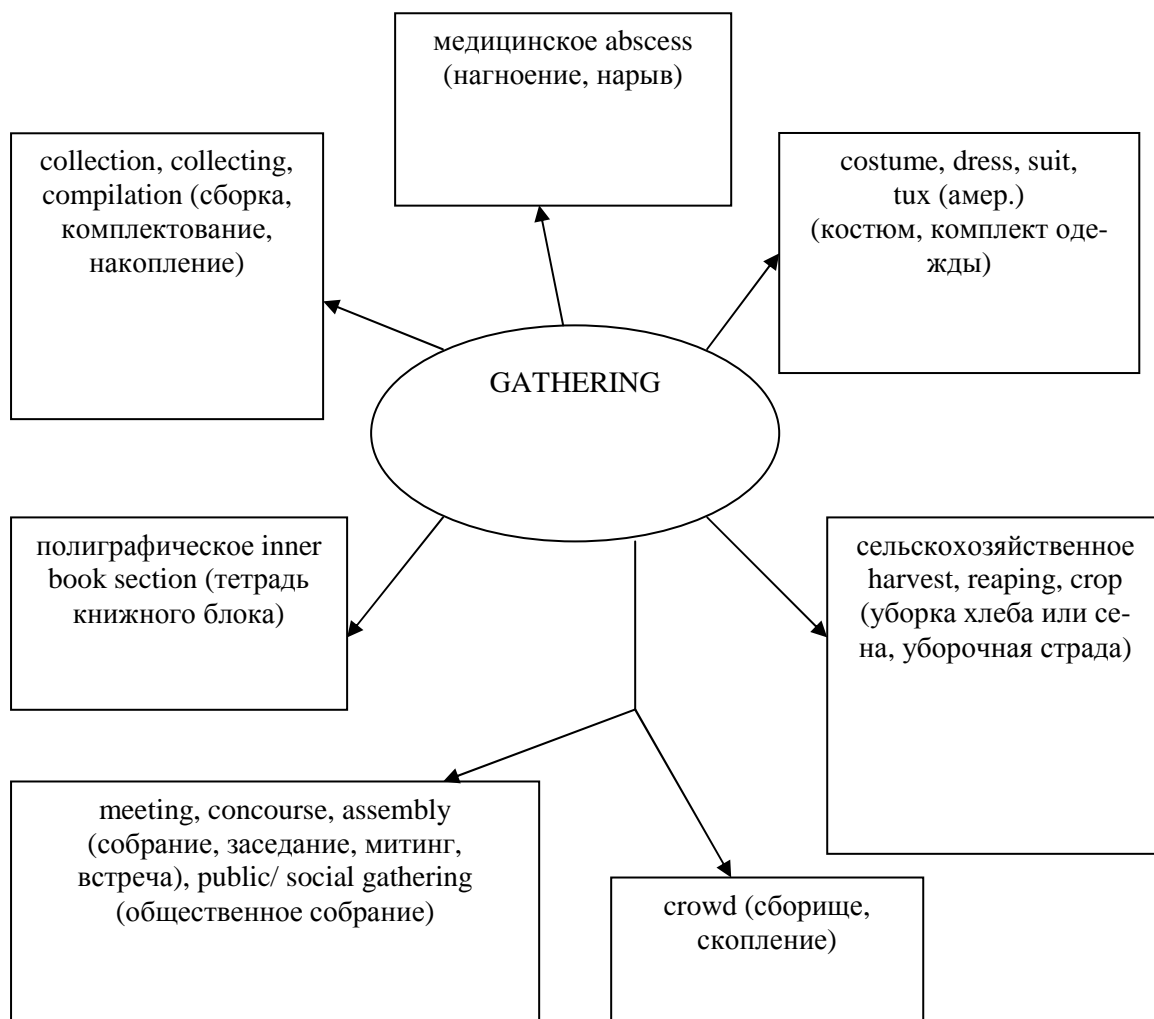 медицинское abscess
(нагноение, нарыв)
collection, collecting,
compilation (сборка,
комплектование,
накопление)
costume, dress, suit,
tux (амер.)
(костюм, комплект оде-
жды)
GATHERING
полиграфическое inner
book section (тетрадь
книжного блока)
сельскохозяйственное
harvest, reaping, crop
(уборка хлеба или се-
на, уборочная страда)
meeting, concourse, assembly
(собрание, заседание, митинг,
встреча), public/ social gathering
(общественное собрание)
crowd (сборище,
скопление)